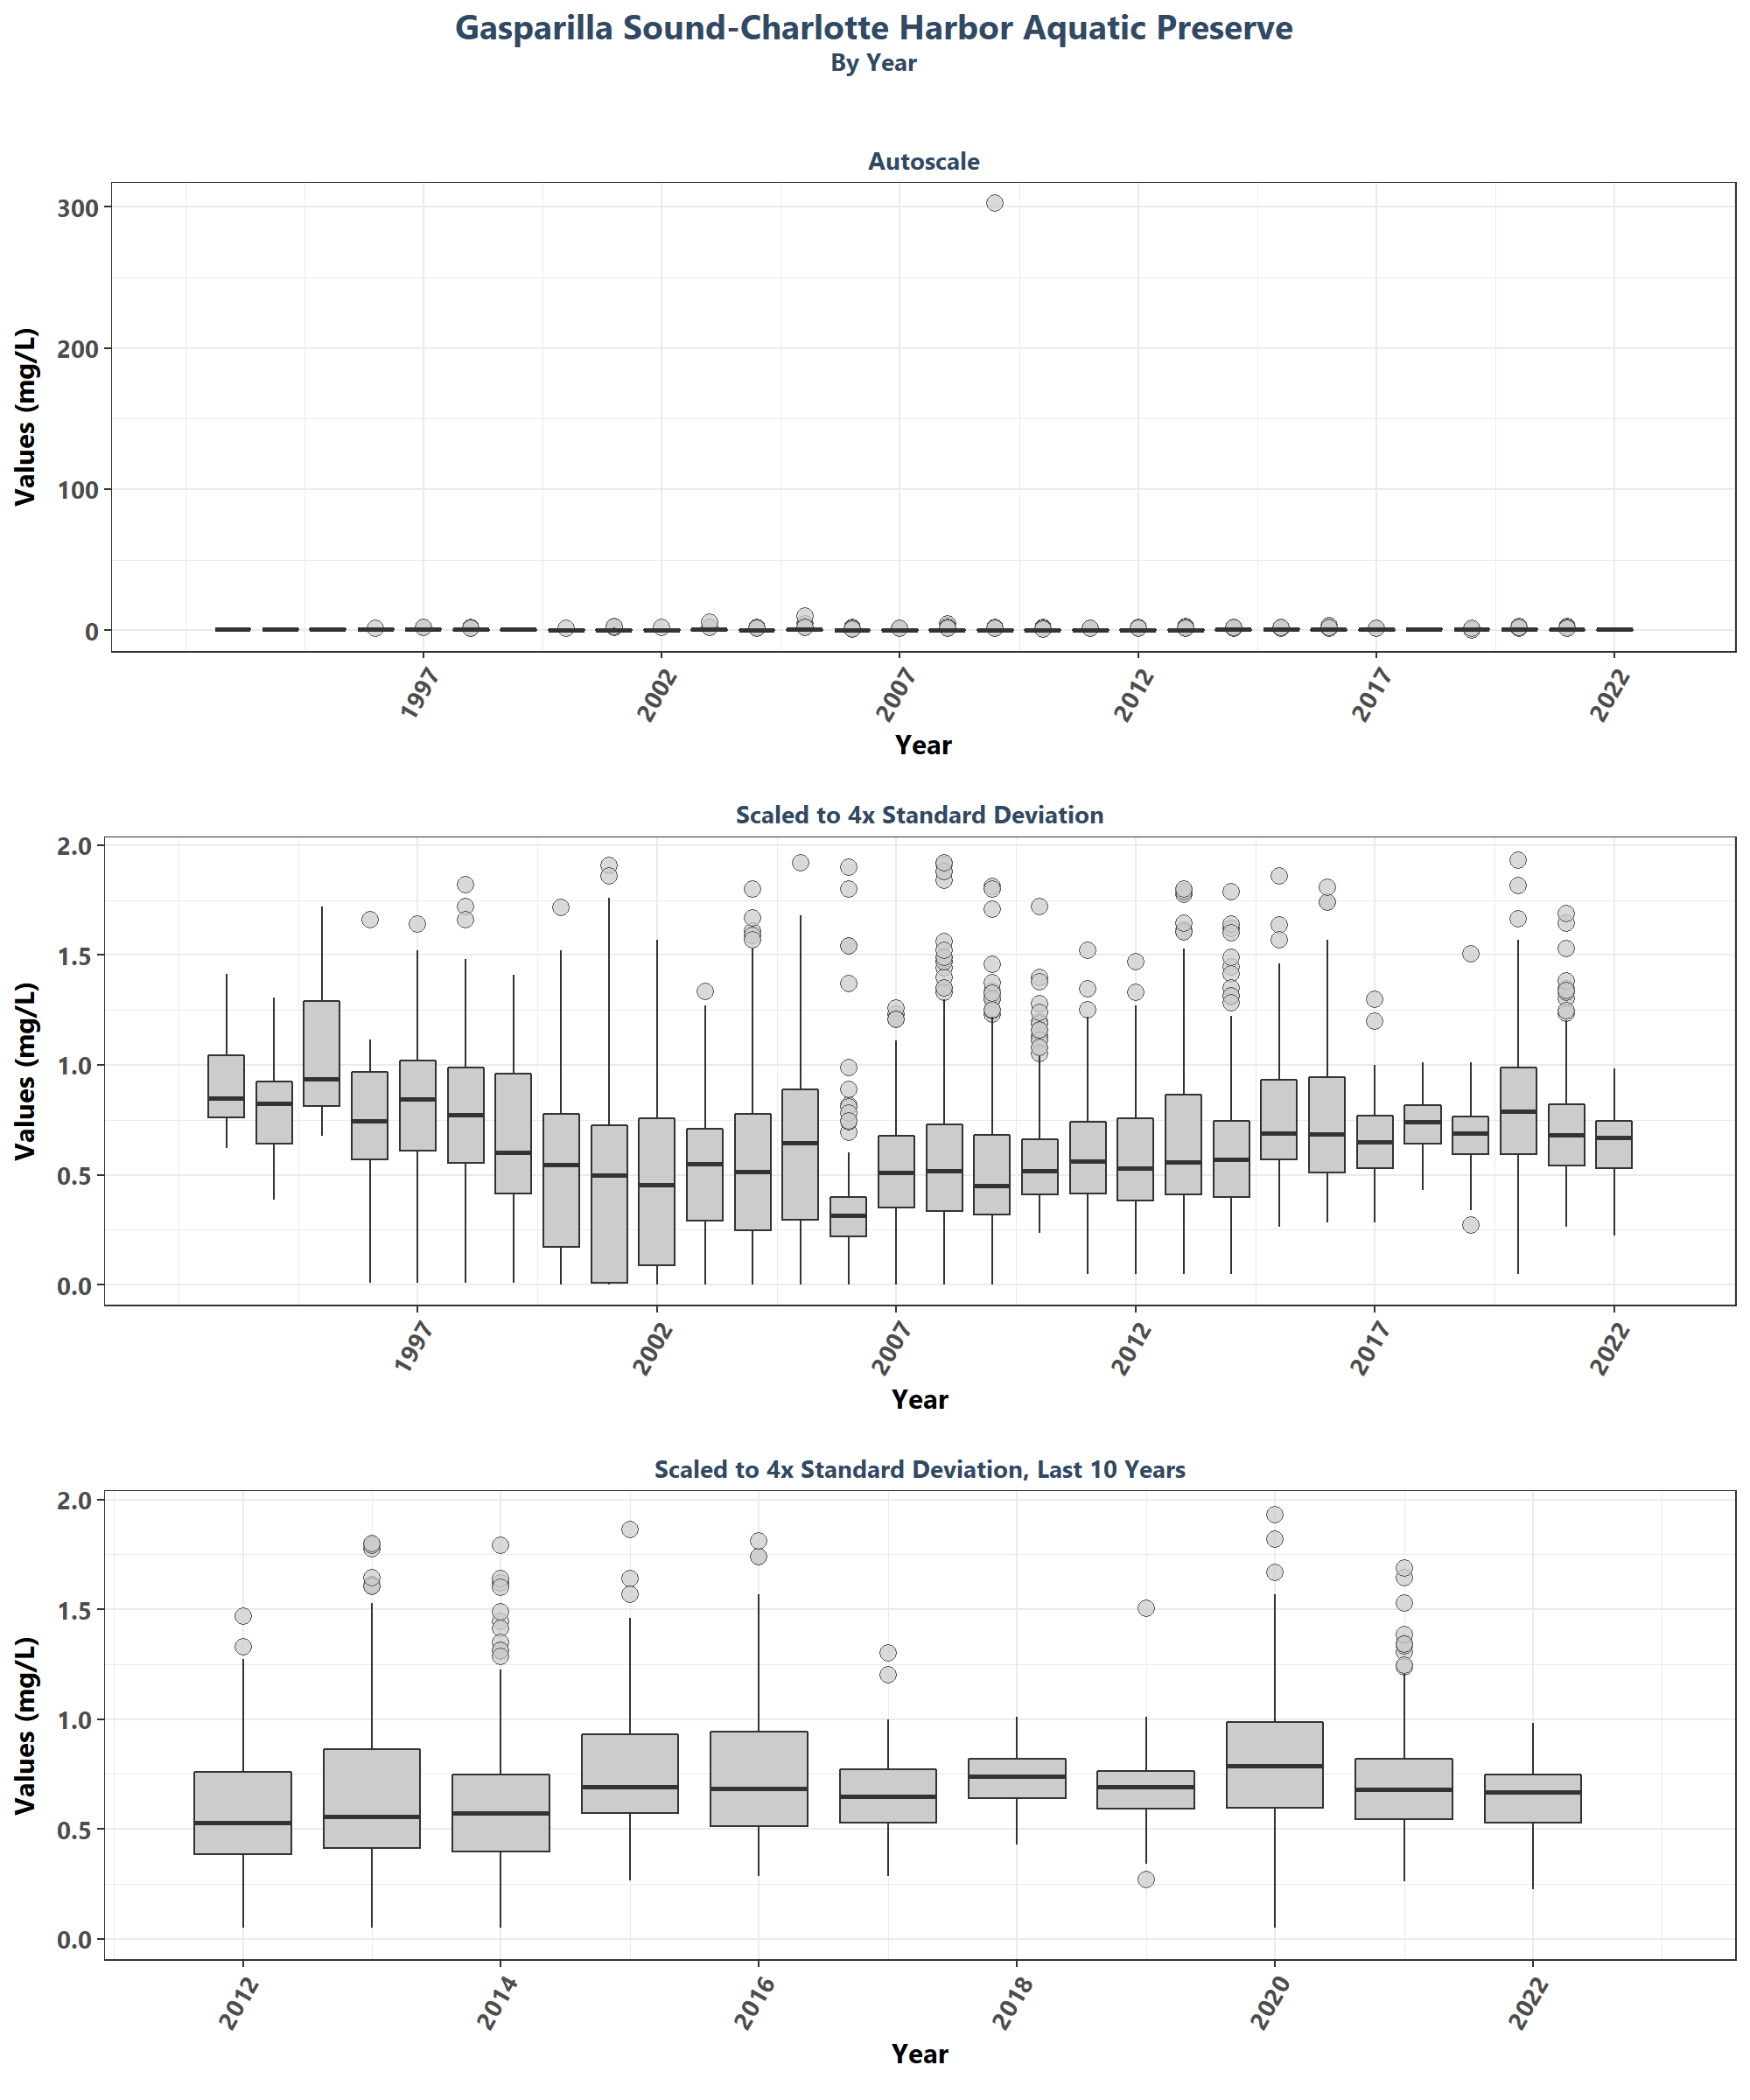 Gasparilla Sound-Charlotte Harbor Aquatic Preserve
By Year
Autoscale
Values (mg/L)
300
200
100
0
1997
2002
2007
2012
2017
2022
Year
Scaled to 4x Standard Deviation
Values (mg/L)
2.0
1.5
1.0
0.5
0.0
1997
2002
2007
2012
2017
2022
Year
Scaled to 4x Standard Deviation, Last 10 Years
Values (mg/L)
2.0
1.5
1.0
0.5
0.0
2012
2014
2016
2018
2020
2022
Year